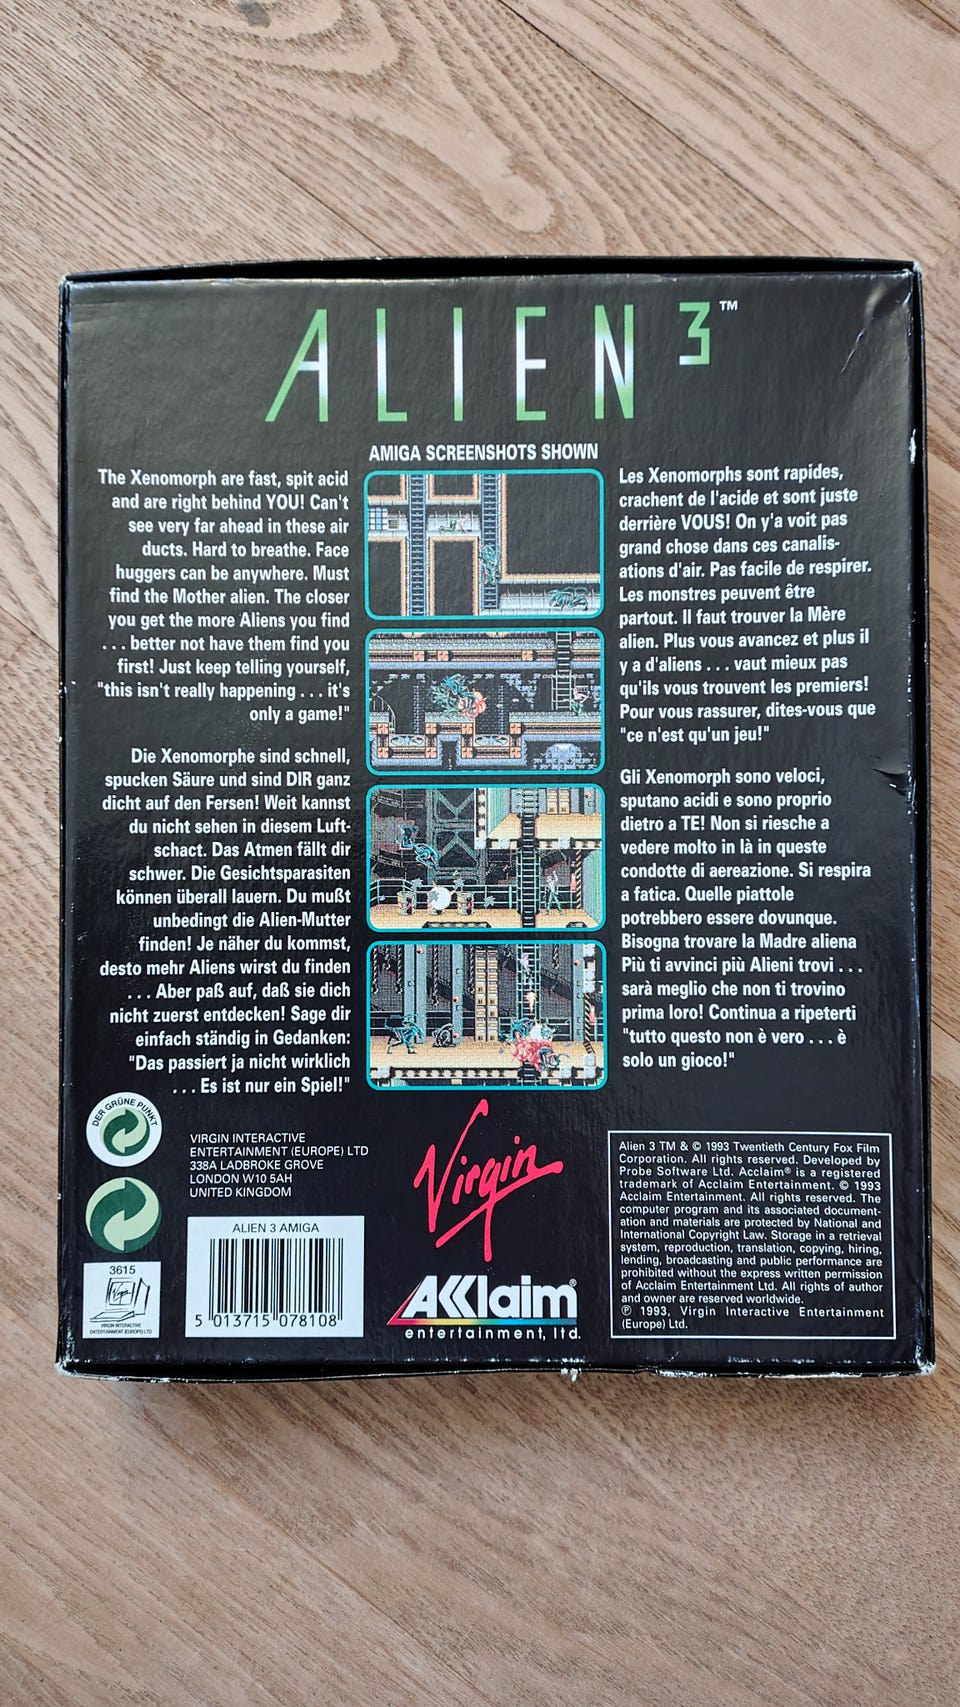 ALIEN 3™
AMIGA SCREENSHOTS SHOWN
The Xenomorph are fast, spit acid
and are right behind YOU! Can't
see very far ahead in these air
ducts. Hard to breathe. Face
huggers can be anywhere. Must
find the Mother alien. The closer
you get the more Aliens you find
... better not have them find you
first! Just keep telling yourself,
"this isn't really happening ... it's
only a game!"
Die Xenomorphe sind schnell,
spucken Säure und sind DIR ganz
dicht auf den Fersen! Weit kannst
du nicht sehen in diesem Luft-
schact. Das Atmen fällt dir
schwer. Die Gesichtsparasiten
können überall lauern. Du mußt
unbedingt die Alien-Mutter
finden! Je näher du kommst,
desto mehr Aliens wirst du finden
... Aber paß auf, daß sie dich
nicht zuerst entdecken! Sage dir
einfach ständig in Gedanken:
"Das passiert ja nicht wirklich
... Es ist nur ein Spiel!"
Les Xenomorphs sont rapides,
crachent de l'acide et sont juste
derrière VOUS! On y'a voit pas
grand chose dans ces canalis-
ations d'air. Pas facile de respirer.
Les monstres peuvent être
partout. Il faut trouver la Mère
alien. Plus vous avancez et plus il
y a d'aliens ... vaut mieux pas
qu'ils vous trouvent les premiers!
Pour vous rassurer, dites-vous que
"ce n'est qu'un jeu!"
Gli Xenomorph sono veloci,
sputano acidi e sono proprio
dietro a TE! Non si riesche a
vedere molto in là in queste
condotte di aereazione. Si respira
a fatica. Quelle piattole
potrebbero essere dovunque.
Bisogna trovare la Madre aliena
Più ti avvinci più Alieni trovi ...
sarà meglio che non ti trovino
prima loro! Continua a ripeterti
"tutto questo non è vero ... è
solo un gioco!"
DER GRÜNE PUNKT
VIRGIN INTERACTIVE
ENTERTAINMENT (EUROPE) LTD
338A LADBROKE GROVE
LONDON W10 5AH
UNITED KINGDOM
3615
Virgin
VIRGIN INTERACTIVE
ENTERTAINMENT (EUROPE) LTD
ALIEN 3 AMIGA
5 013715 078108
Virgin
AKklaim®
entertainment, ltd.
Alien 3 TM & © 1993 Twentieth Century Fox Film
Corporation. All rights reserved. Developed by
Probe Software Ltd. Acclaim® is a registered
trademark of Acclaim Entertainment. © 1993
Acclaim Entertainment. All rights reserved. The
computer program and its associated document-
ation and materials are protected by National and
International Copyright Law. Storage in a retrieval
system, reproduction, translation, copying, hiring,
lending, broadcasting and public performance are
prohibited without the express written permission
of Acclaim Entertainment Ltd. All rights of author
and owner are reserved worldwide.
℗ 1993, Virgin Interactive Entertainment
(Europe) Ltd.